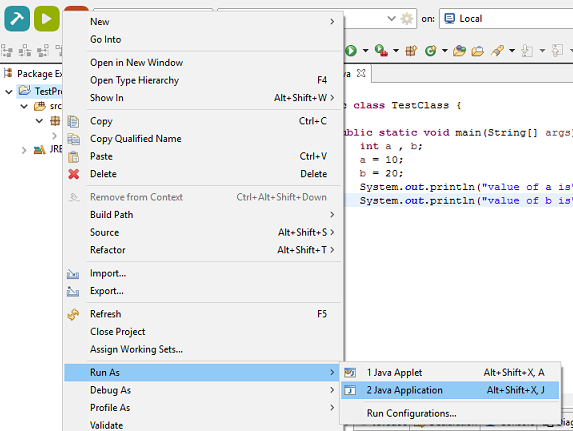 on: Local
New
Go Into
Open in New Window
Open Type Hierarchy F4
Show In Alt+Shift+W
Copy Ctrl+C
Copy Qualified Name
Paste Ctrl+V
Delete Delete
Remove from Context Ctrl+Alt+Shift+Down
Build Path
Source Alt+Shift+S
Refactor Alt+Shift+T
Import...
Export...
Refresh F5
Close Project
Assign Working Sets...
Run As
Debug As
Profile As
Validate
1 Java Applet Alt+Shift+X, A
2 Java Application Alt+Shift+X, J
Run Configurations...
Package Ex
TestPro
src
JRE
va
c class TestClass {
ublic static void main(String[] args)
int a , b;
a = 10;
b = 20;
System.out.println("value of a is"
System.out.println("value of b is"